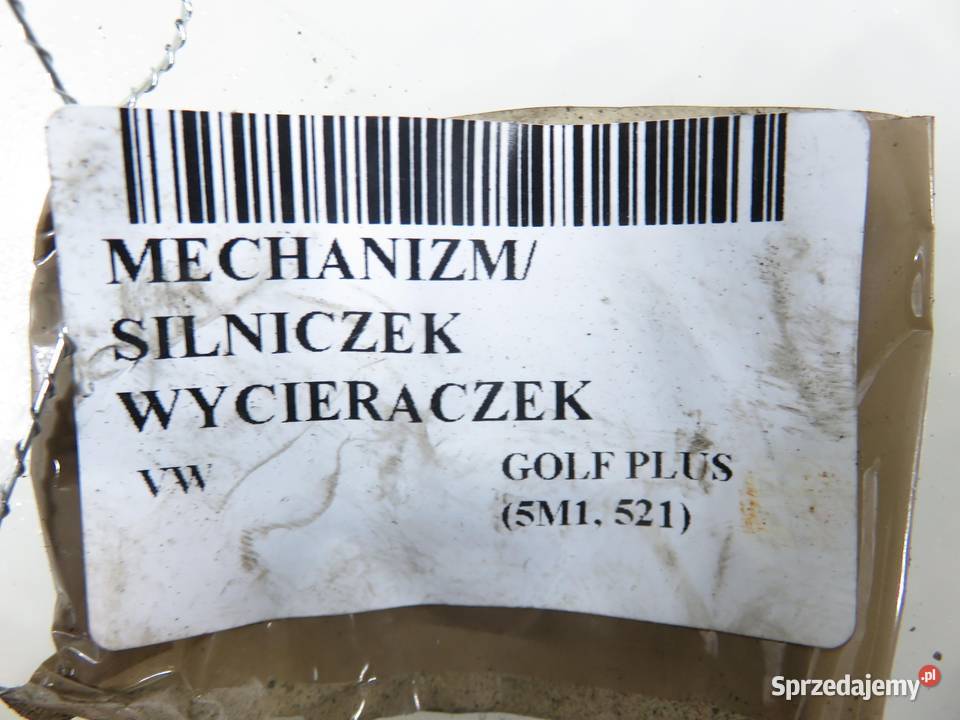 MECHANIZM/
SILNICZEK
WYCIERACZEK
VW GOLF PLUS
(5M1, 521)
Sprzedajemy.pl